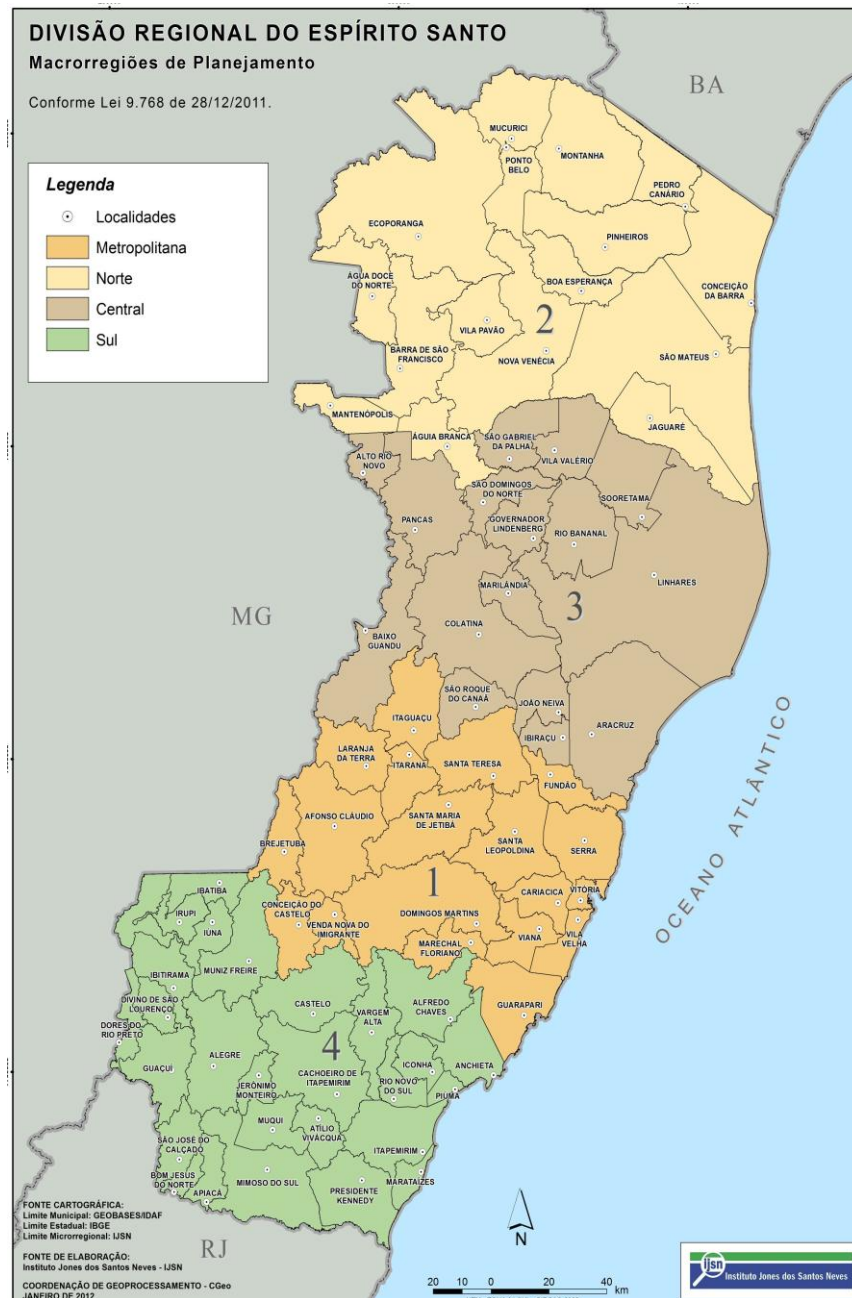 DIVISÃO REGIONAL DO ESPÍRITO SANTO
Macrorregiões de Planejamento
Conforme Lei 9.768 de 28/12/2011.
BA
Legenda
Localidades
Metropolitana
Norte
Central
Sul
MUCURICI
PONTO
BELO
MONTANHA
PEDRO
CANÁRIO
ECOPORANGA
PINHEIROS
ÁGUA DOCE
DO NORTE
BOA ESPERANÇA
CONCEIÇÃO
DA BARRA
VILA PAVÃO
2
BARRA DE SÃO
FRANCISCO
NOVA VENÉCIA
SÃO MATEUS
MANTENÓPOLIS
JAGUARÉ
ÁGUIA BRANCA
SÃO GABRIEL
DA PALHA
VILA VALÉRIO
ALTO RIO
NOVO
SÃO DOMINGOS
DO NORTE
SOORETAMA
PANCAS
GOVERNADOR
LINDENBERG
RIO BANANAL
LINHARES
MARILÂNDIA
3
MG
COLATINA
BAIXO
GUANDU
SÃO ROQUE
DO CANAÃ
JOÃO NEIVA
ITAGUAÇU
IBIRAÇU
ARACRUZ
LARANJA
DA TERRA
ITARANA
SANTA TERESA
FUNDÃO
OCEANO ATLÂNTICO
AFONSO CLÁUDIO
SANTA MARIA
DE JETIBÁ
SANTA
LEOPOLDINA
SERRA
BREJETUBA
1
IBATIBA
CONCEIÇÃO DO
CASTELO
VENDA NOVA DO
IMIGRANTE
DOMINGOS MARTINS
CARIACICA
VITÓRIA
IRUPI
IÚNA
VIANA
VILA
VELHA
MARECHAL
FLORIANO
IBITIRAMA
MUNIZ FREIRE
DIVINO DE SÃO
LOURENÇO
CASTELO
VARGEM
ALTA
ALFREDO
CHAVES
GUARAPARI
DORES DO
RIO PRETO
4
GUAÇUÍ
ALEGRE
CACHOEIRO DE
ITAPEMIRIM
ICONHA
ANCHIETA
JERÔNIMO
MONTEIRO
RIO NOVO
DO SUL
PIÚMA
MUQUI
ATÍLIO
VIVÁCQUA
SÃO JOSÉ DO
CALÇADO
ITAPEMIRIM
BOM JESUS
DO NORTE
APIACÁ
MIMOSO DO SUL
PRESIDENTE
KENNEDY
MARATAÍZES
RJ
FONTE CARTOGRÁFICA:
Limite Municipal: GEOBASES/IDAF
Limite Estadual: IBGE
Limite Microrregional: IJSN
FONTE DE ELABORAÇÃO:
Instituto Jones dos Santos Neves - IJSN
COORDENAÇÃO DE GEOPROCESSAMENTO - CGeo
JANEIRO DE 2012
N
20 10 0 20 40
km
ijsn
Instituto Jones dos Santos Neves